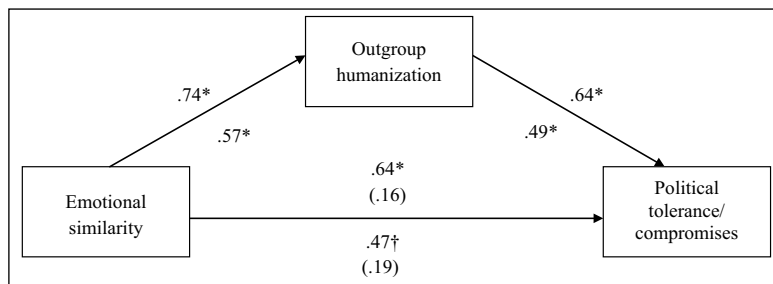 Outgroup
humanization
.74*
.64*
.57*
.49*
.64*
(.16)
Emotional
similarity
Political
tolerance/
compromises
.47†
(.19)